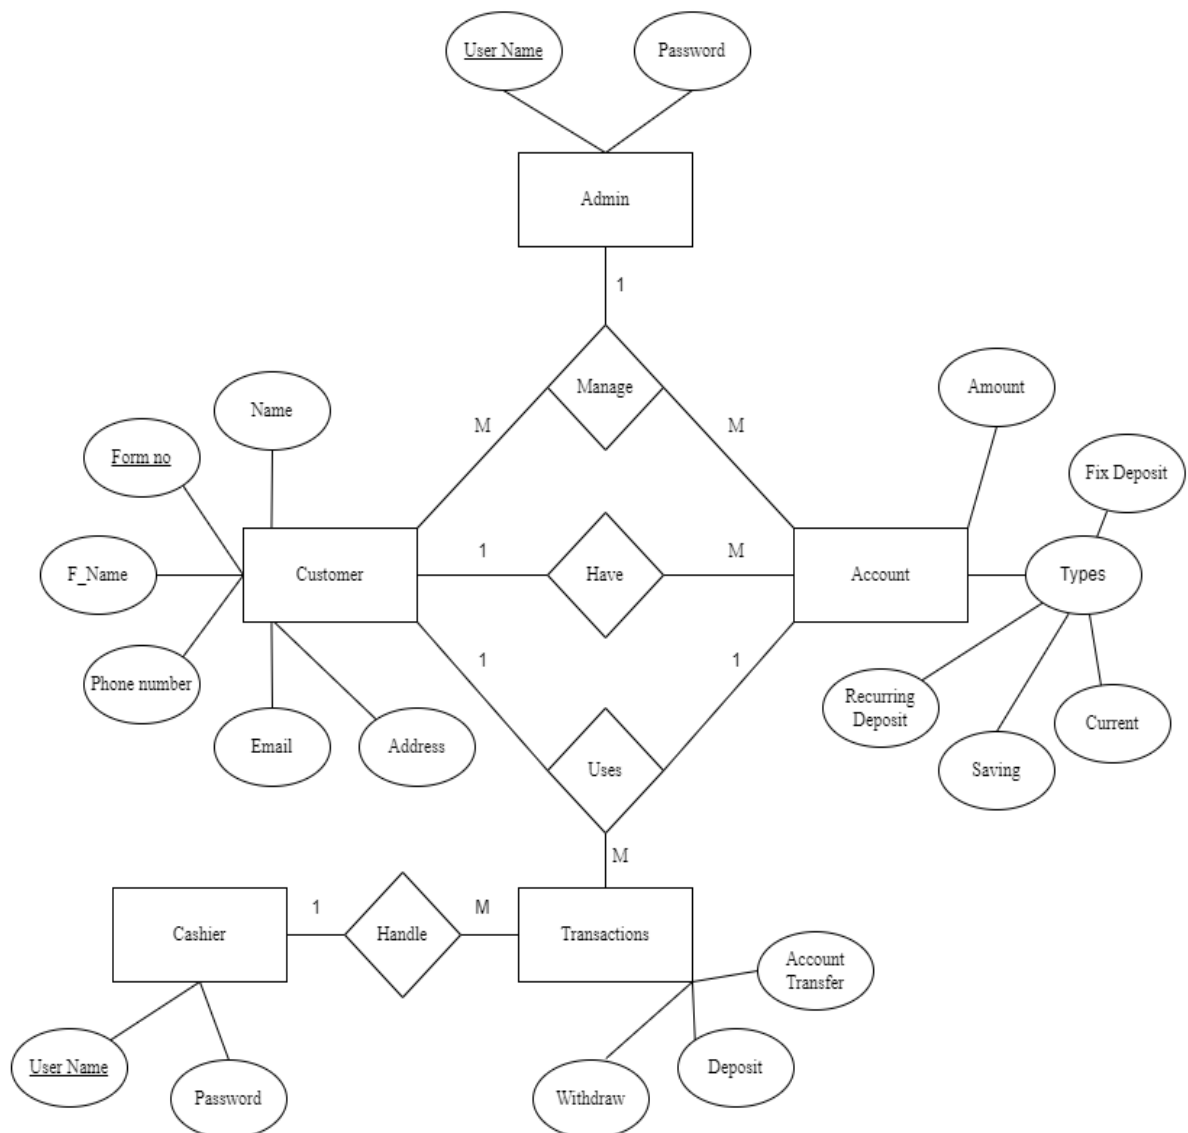 User Name
Password
Admin
1
Manage
M
M
Amount
Name
Form no
Fix Deposit
F_Name
Customer
1
Have
M
Account
Types
Phone number
1
1
Recurring
Deposit
Current
Email
Address
Uses
Saving
M
Cashier
1
Handle
M
Transactions
Account
Transfer
User Name
Password
Withdraw
Deposit